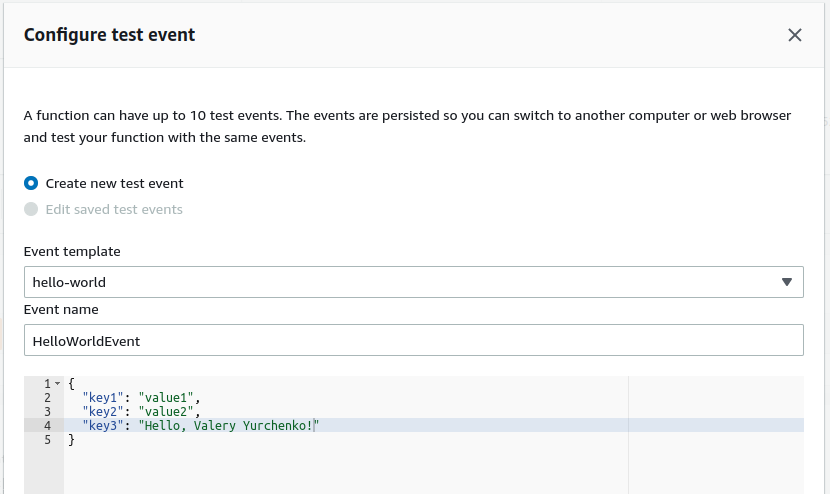 Configure test event
A function can have up to 10 test events. The events are persisted so you can switch to another computer or web browser
and test your function with the same events.
Create new test event
Edit saved test events
Event template
hello-world
Event name
HelloWorldEvent
1 {
2 "key1": "value1",
3 "key2": "value2",
4 "key3": "Hello, Valery Yurchenko!"
5 }